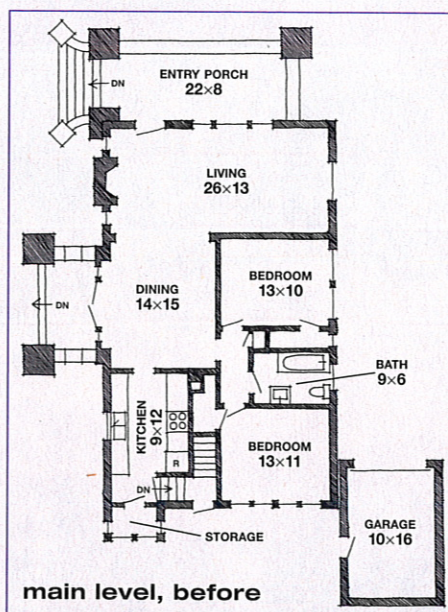 DN
ENTRY PORCH
22×8
LIVING
26×13
DINING
14×15
BEDROOM
13×10
DN
BATH
9×6
KITCHEN
9×12
R
BEDROOM
13×11
DN
STORAGE
GARAGE
10×16
main level, before